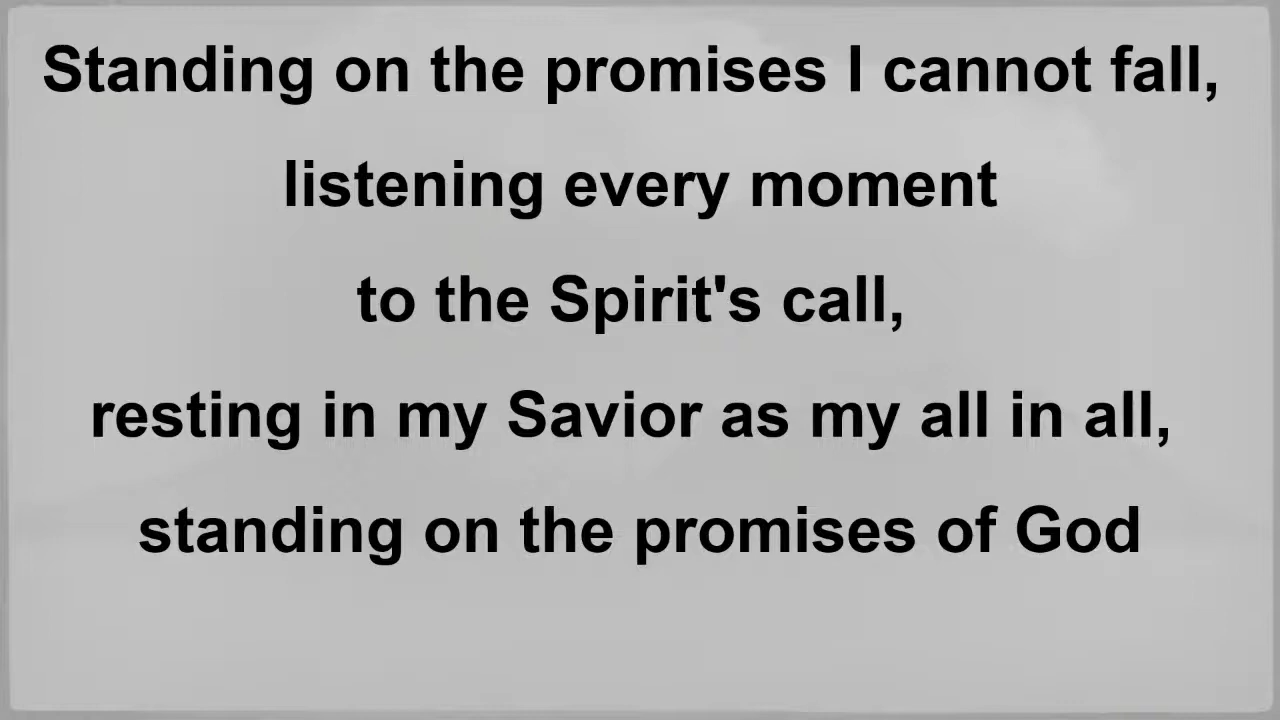 Standing on the promises I cannot fall,
listening every moment
to the Spirit's call,
resting in my Savior as my all in all,
standing on the promises of God